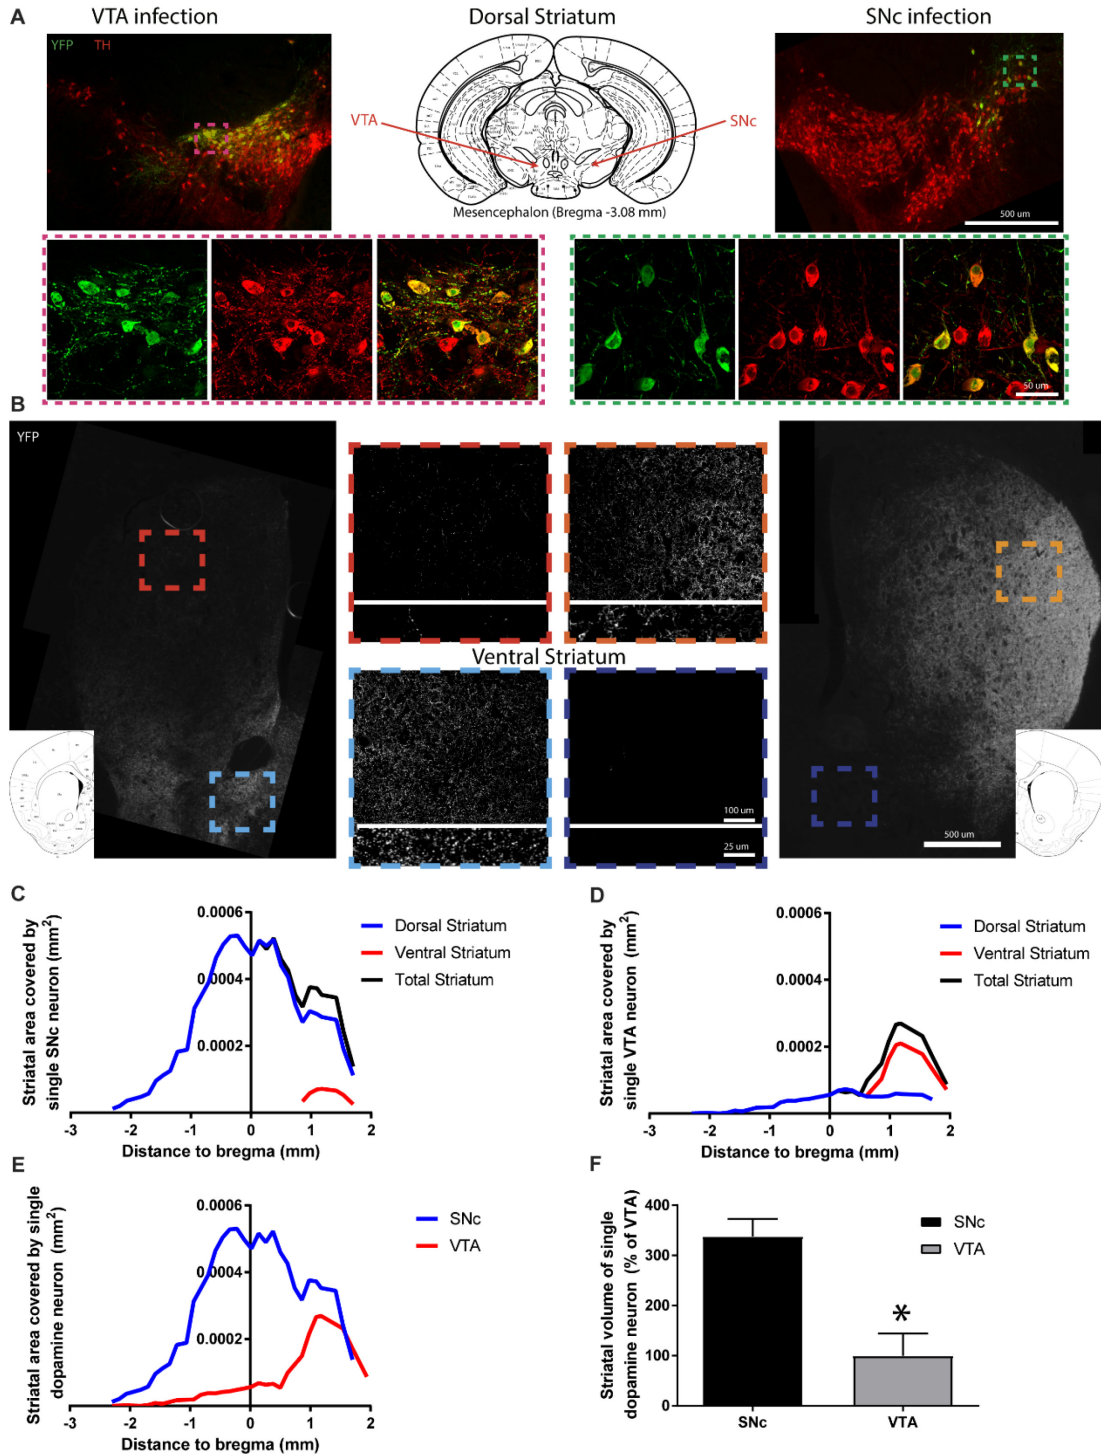 A
VTA infection
Dorsal Striatum
SNc infection
YFP TH
VTA
SNc
Mesencephalon (Bregma -3.08 mm)
500 um
50 um
B
YFP
Ventral Striatum
100 um
25 um
500 um
C
Striatal area covered by
single SNc neuron (mm²)
0.0006
0.0004
0.0002
-3 -2 -1 0 1 2
Distance to bregma (mm)
Dorsal Striatum
Ventral Striatum
Total Striatum
D
Striatal area covered by
single VTA neuron (mm²)
0.0006
0.0004
0.0002
-3 -2 -1 0 1 2
Distance to bregma (mm)
Dorsal Striatum
Ventral Striatum
Total Striatum
E
Striatal area covered by single
dopamine neuron (mm²)
0.0006
0.0004
0.0002
-3 -2 -1 0 1 2
Distance to bregma (mm)
SNc
VTA
F
Striatal volume of single
dopamine neuron (% of VTA)
400
300
200
100
0
*
SNc VTA
SNc
VTA